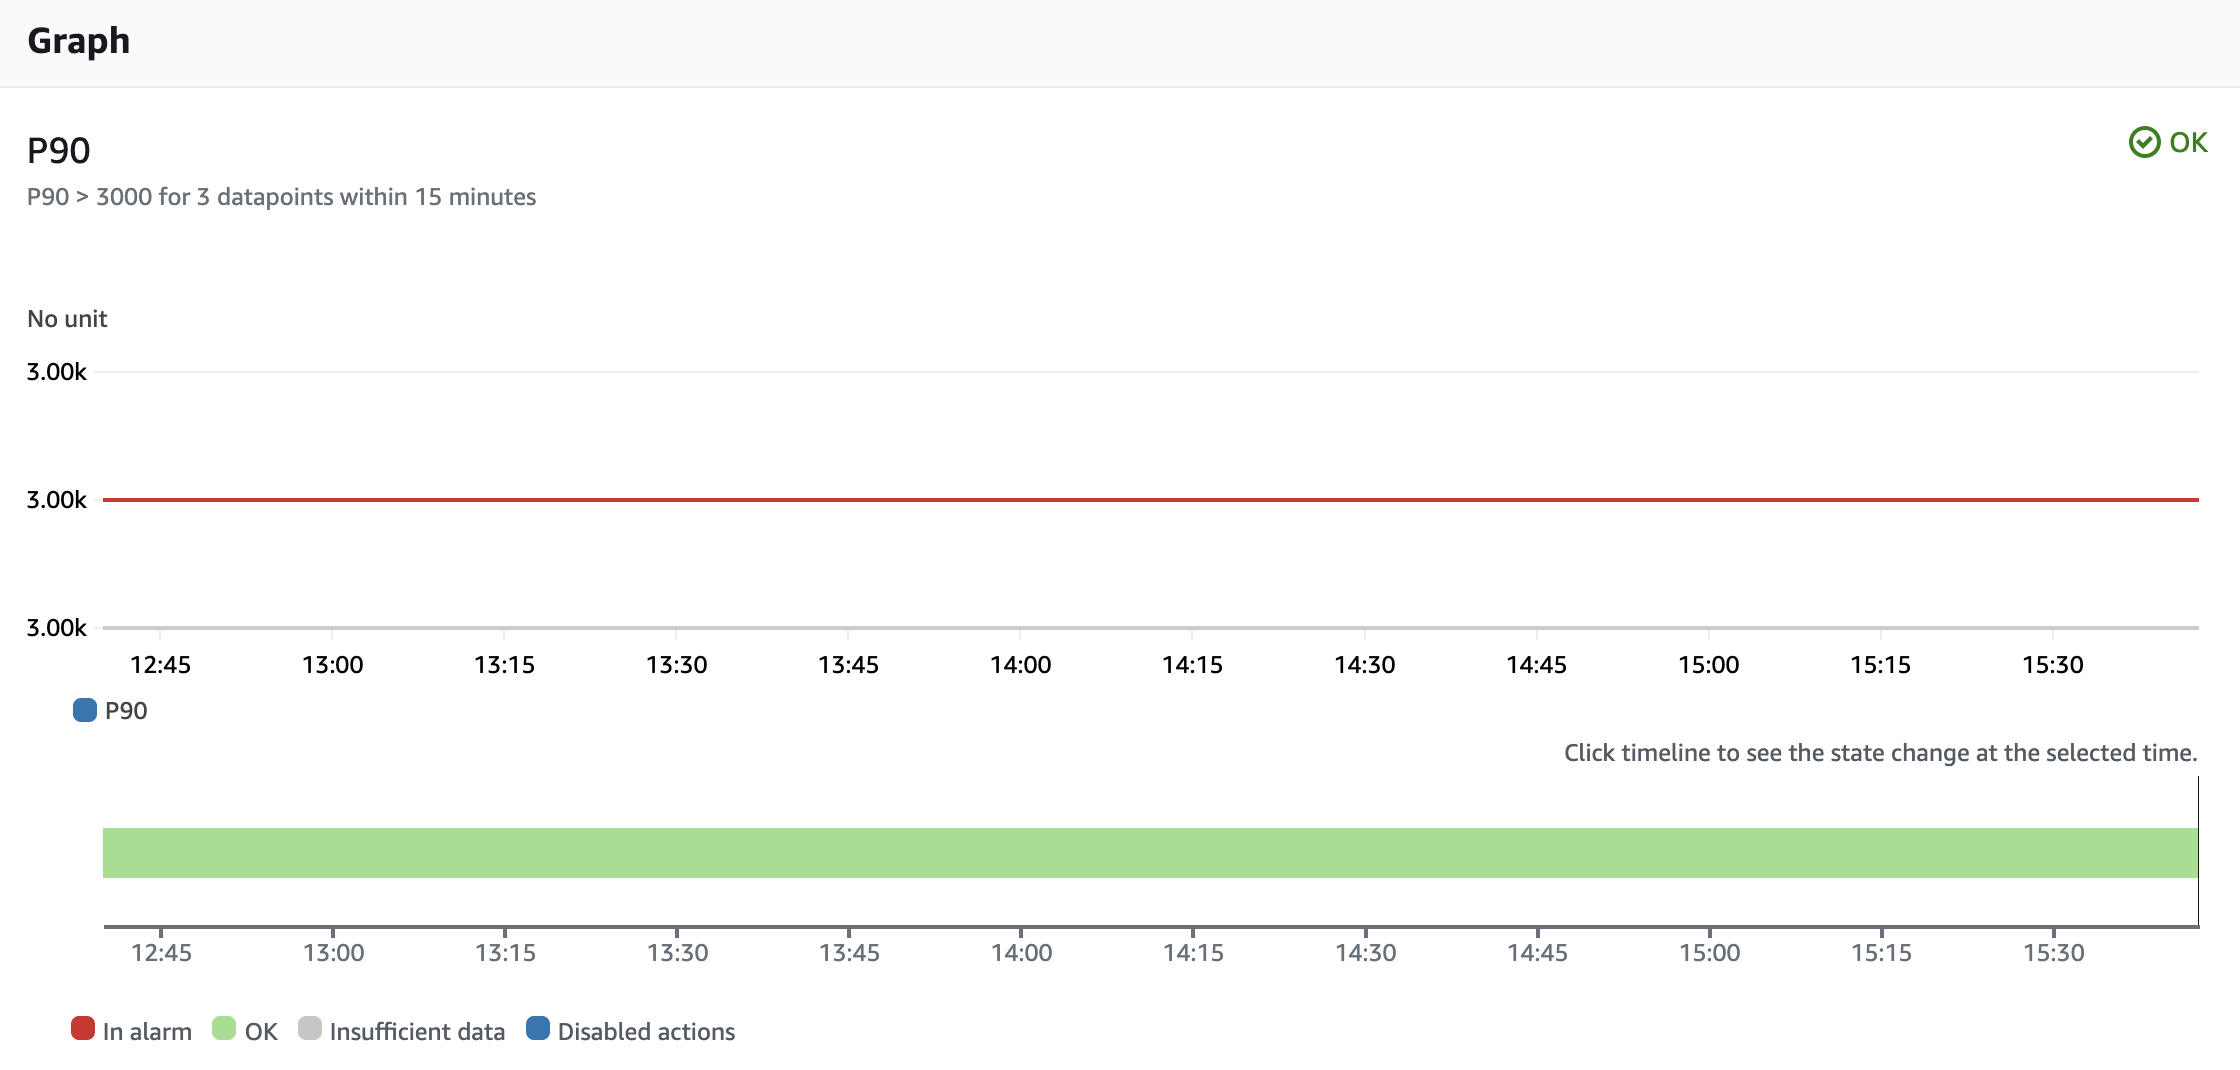 Graph
P90
OK
P90 > 3000 for 3 datapoints within 15 minutes
No unit
3.00k
3.00k
3.00k
12:45 13:00 13:15 13:30 13:45 14:00 14:15 14:30 14:45 15:00 15:15 15:30
P90
Click timeline to see the state change at the selected time.
12:45 13:00 13:15 13:30 13:45 14:00 14:15 14:30 14:45 15:00 15:15 15:30
In alarm OK Insufficient data Disabled actions